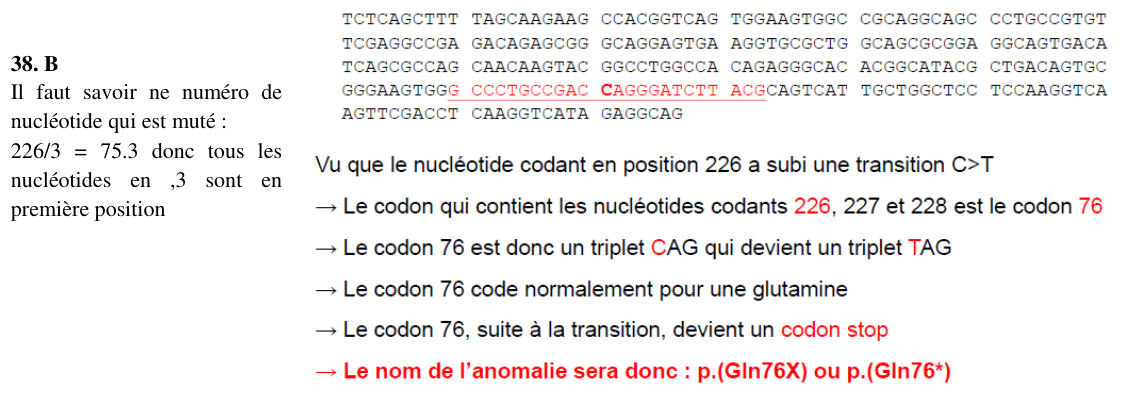 TCTCAGCTTT TAGCAAGAAG CCACGGTCAG TGGAAGTGGC CGCAGGCAGC CCTGCCGTGT
TCGAGGCCGA GACAGAGCGG GCAGGAGTGA AGGTGCGCTG GCAGCGCGGA GGCAGTGACA
TCAGCGCCAG CAACAAGTAC GGCCTGGCCA CAGAGGGCAC ACGGCATACG CTGACAGTGC
GGGAAGTGGG CCCTGCCGAC CAGGGATCTT ACGCAGTCAT TGCTGGCTCC TCCAAGGTCA
AGTTCGACCT CAAGGTCATA GAGGCAG
38. B
Il faut savoir ne numéro de
nucléotide qui est muté :
226/3 = 75.3 donc tous les
nucléotides en ,3 sont en
première position
Vu que le nucléotide codant en position 226 a subi une transition C>T
→ Le codon qui contient les nucléotides codants 226, 227 et 228 est le codon 76
→ Le codon 76 est donc un triplet CAG qui devient un triplet TAG
→ Le codon 76 code normalement pour une glutamine
→ Le codon 76, suite à la transition, devient un codon stop
→ Le nom de l'anomalie sera donc : p.(Gln76X) ou p.(Gln76*)